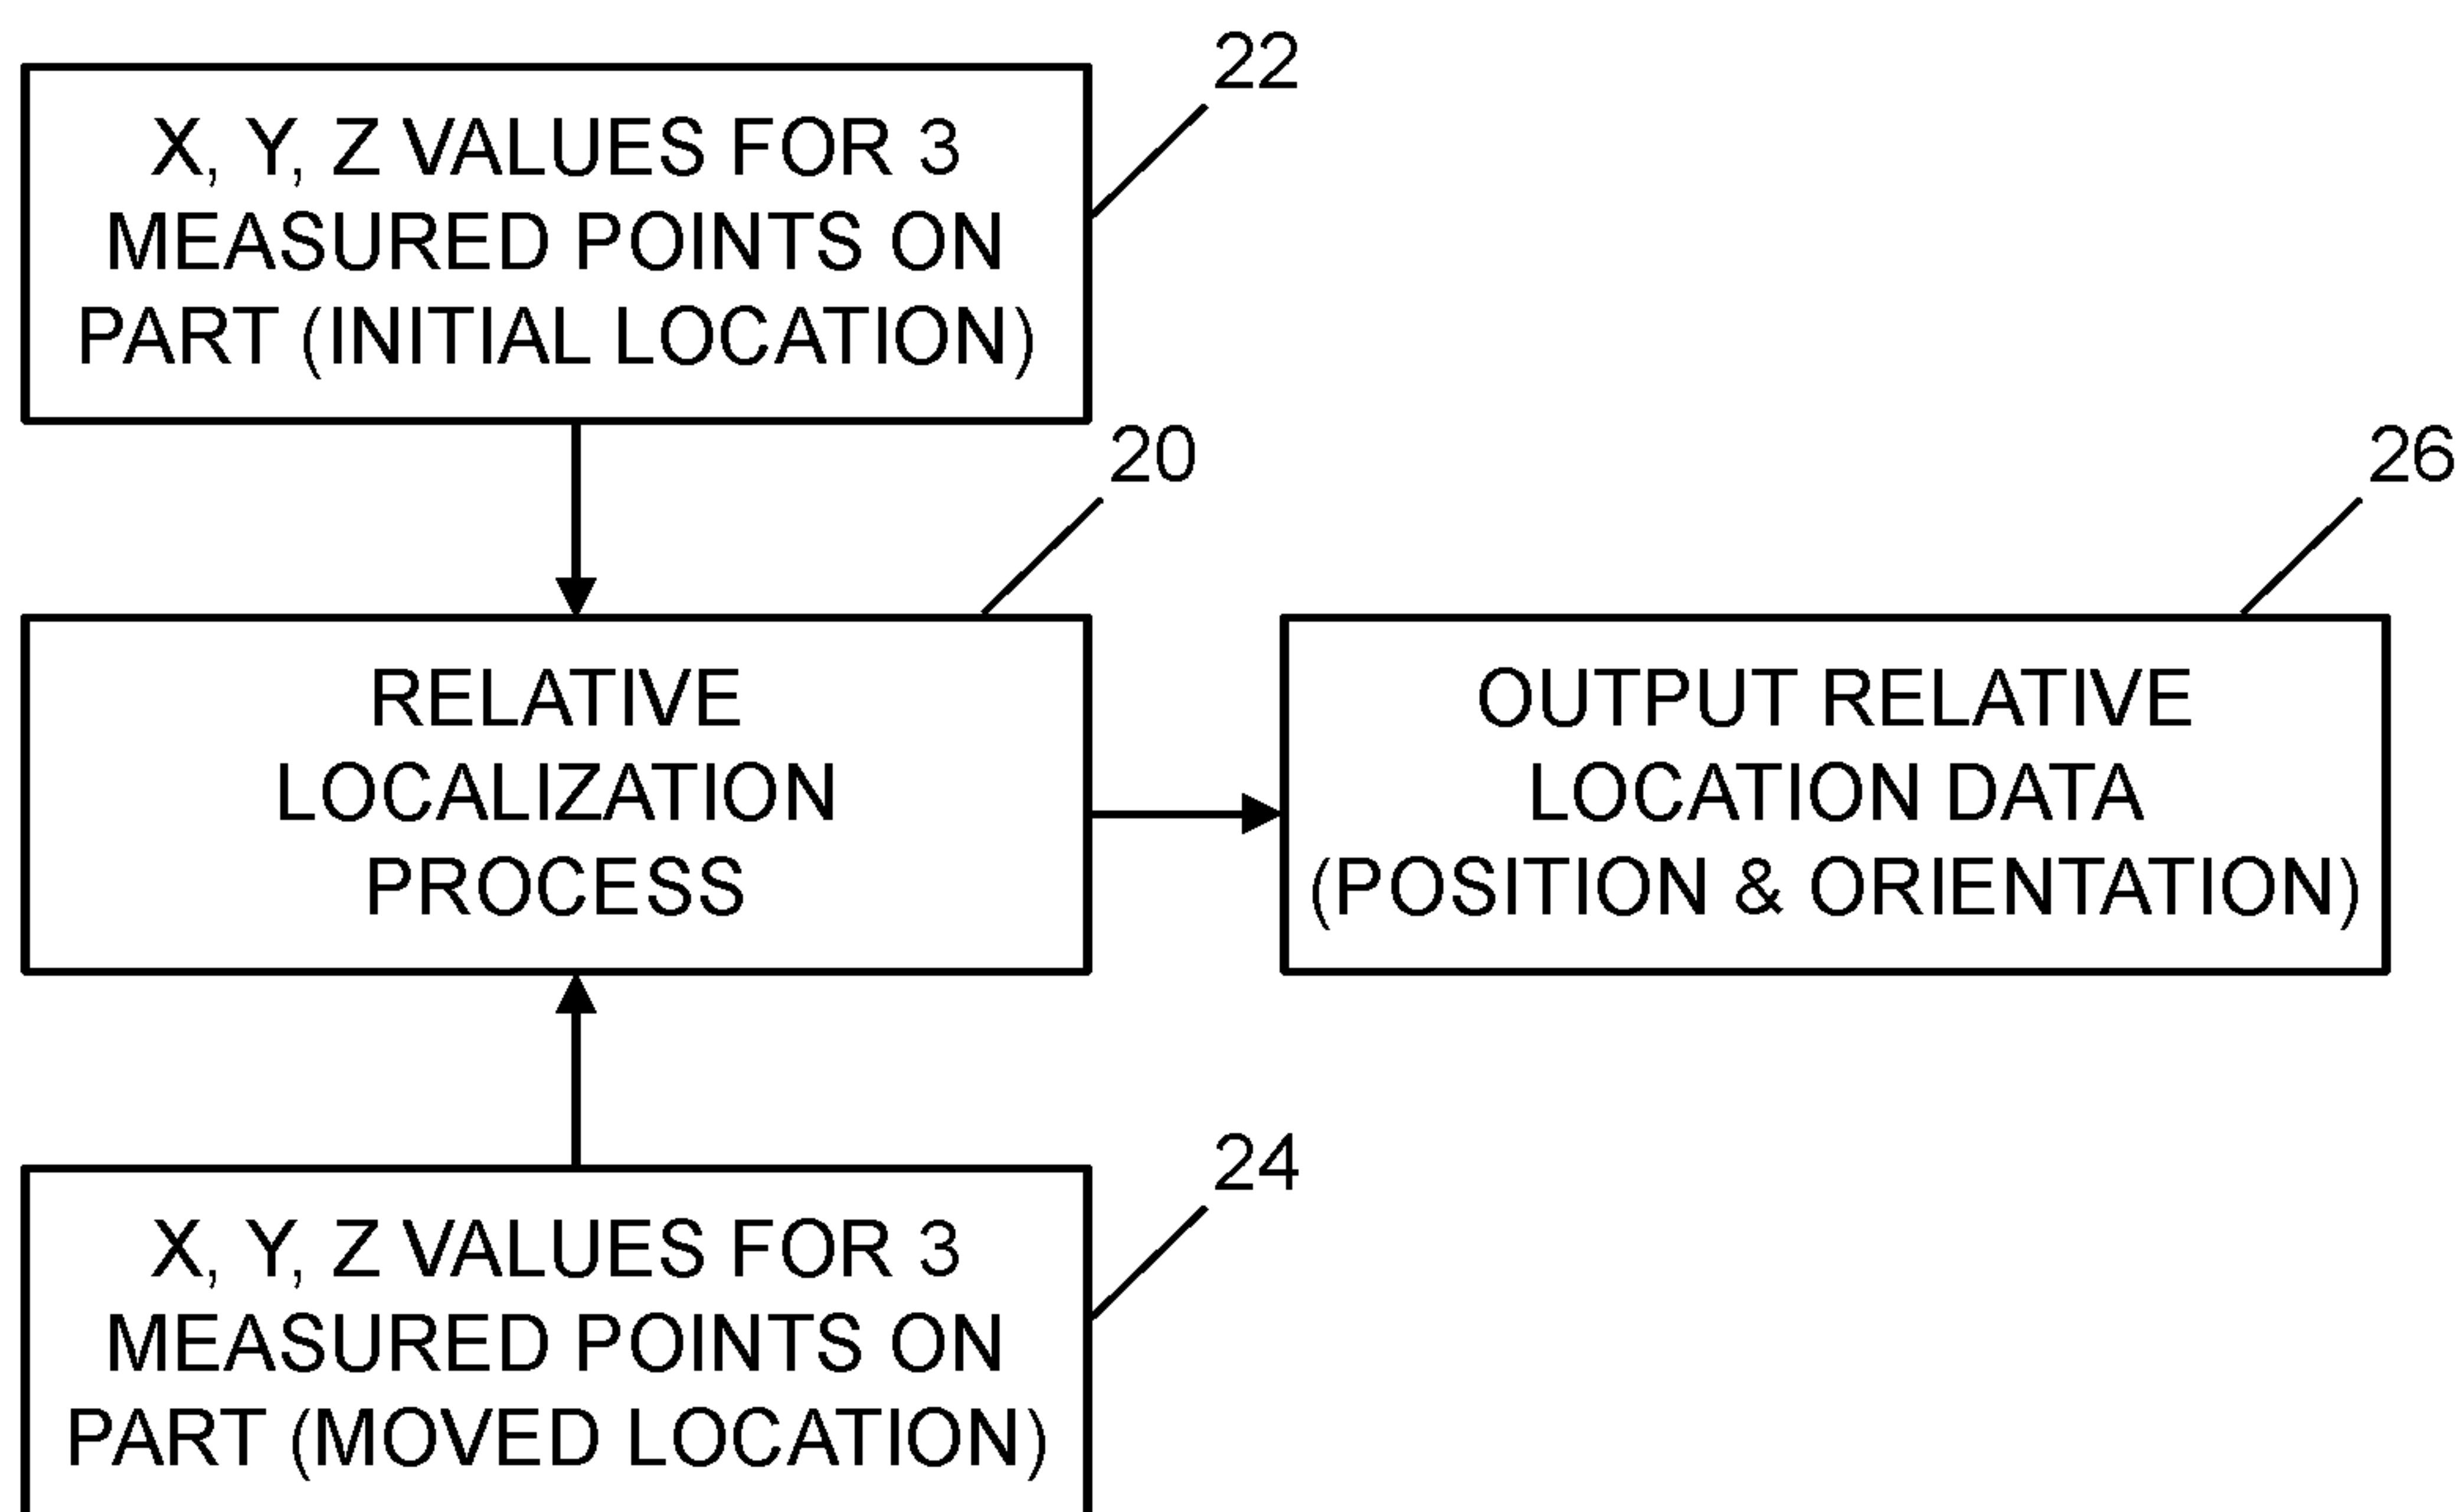 22
X, Y, Z VALUES FOR 3
MEASURED POINTS ON
PART (INITIAL LOCATION)
20
26
RELATIVE
LOCALIZATION
PROCESS
OUTPUT RELATIVE
LOCATION DATA
(POSITION & ORIENTATION)
24
X, Y, Z VALUES FOR 3
MEASURED POINTS ON
PART (MOVED LOCATION)